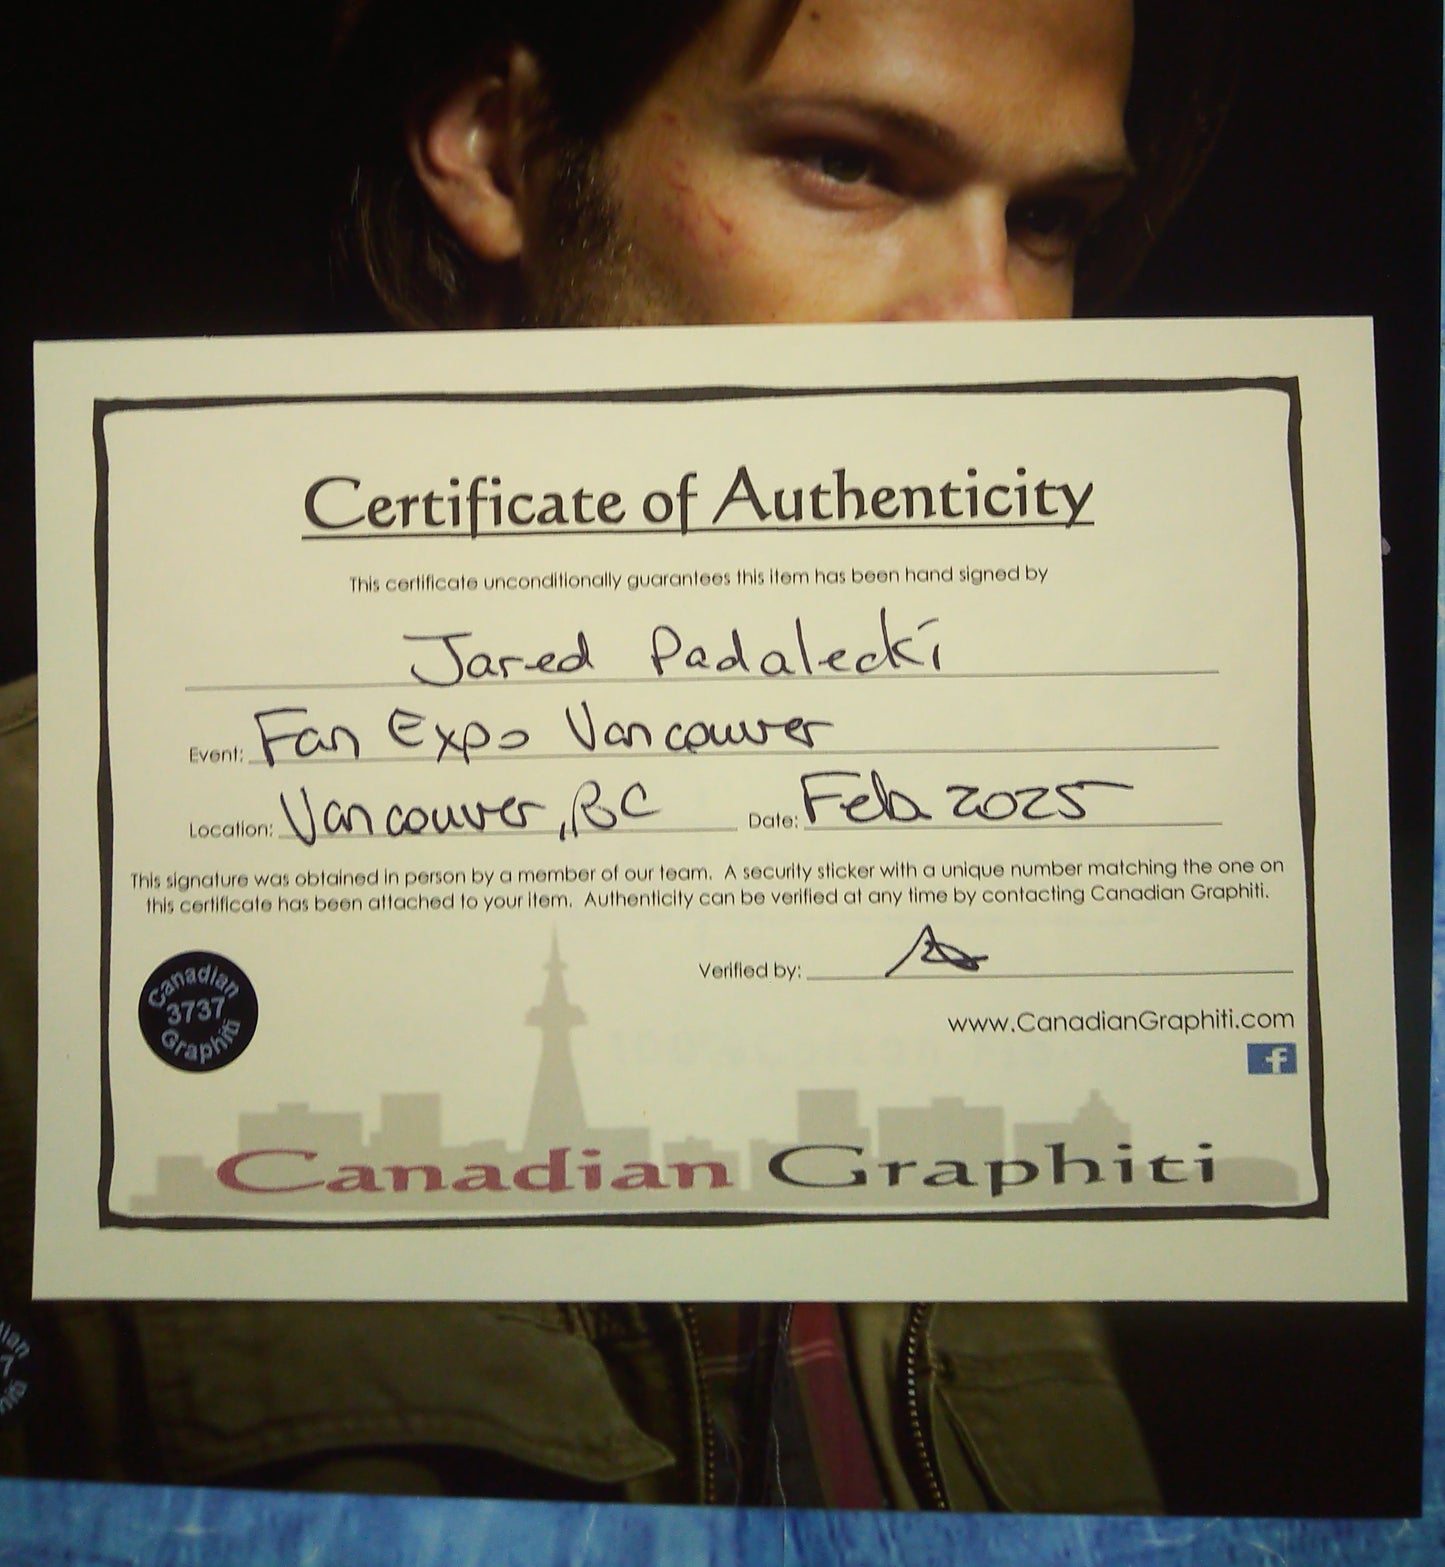 Certificate of Authenticity
This certificate unconditionally guarantees this item has been hand signed by
Jared Padalecki
Event: Fan Expo Vancouver
Location: Vancouver, BC Date: Feb 2025
This signature was obtained in person by a member of our team. A security sticker with a unique number matching the one on
this certificate has been attached to your item. Authenticity can be verified at any time by contacting Canadian Graphiti.
Verified by:
Canadian
3737
Graphiti
www.CanadianGraphiti.com
f
Canadian Graphiti